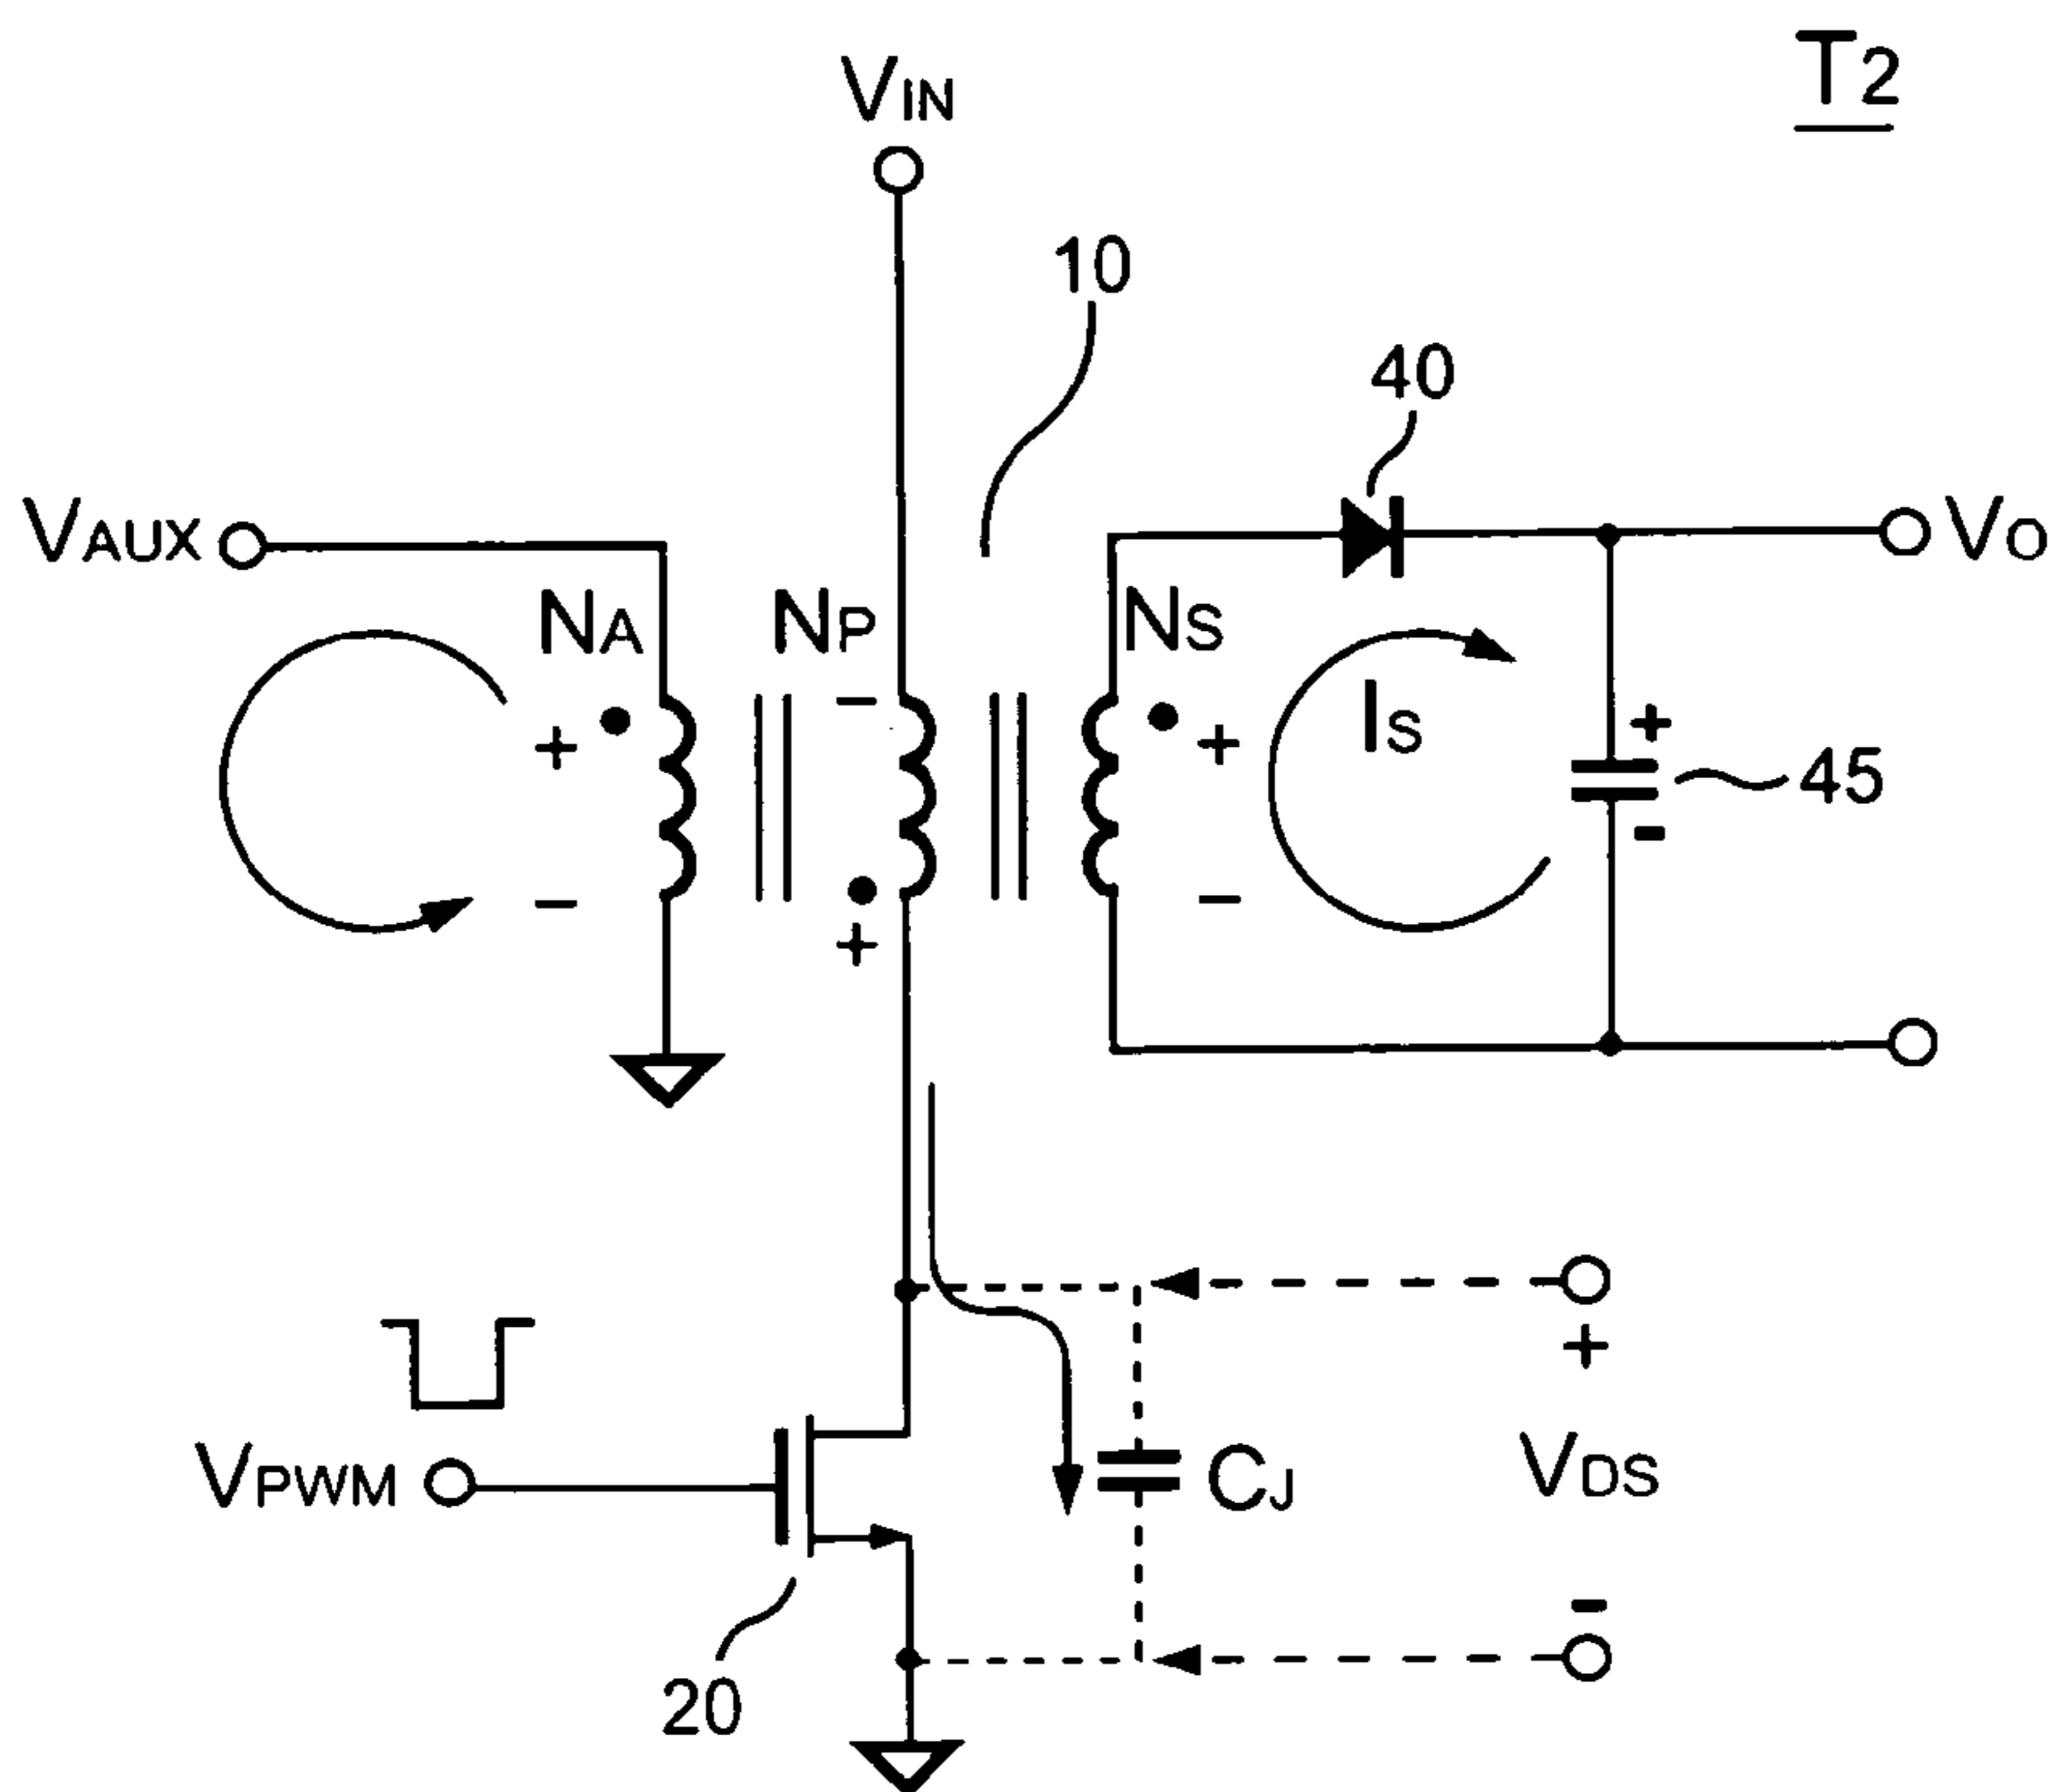 T2
VIN
10
40
VAUX
VO
NA
NP
NS
IS
+
-
+
-
+
-
+
-
45
+
VPWM
CJ
VDS
-
20